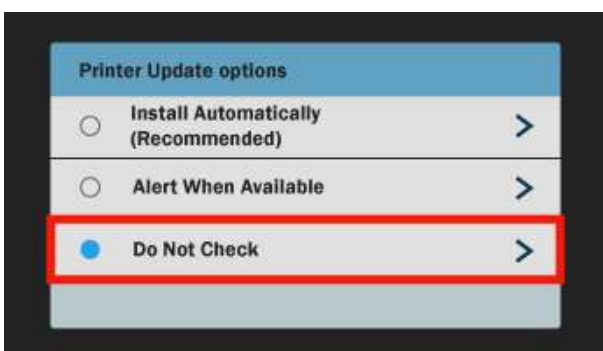 Printer Update options
Install Automatically
(Recommended)
Alert When Available
Do Not Check